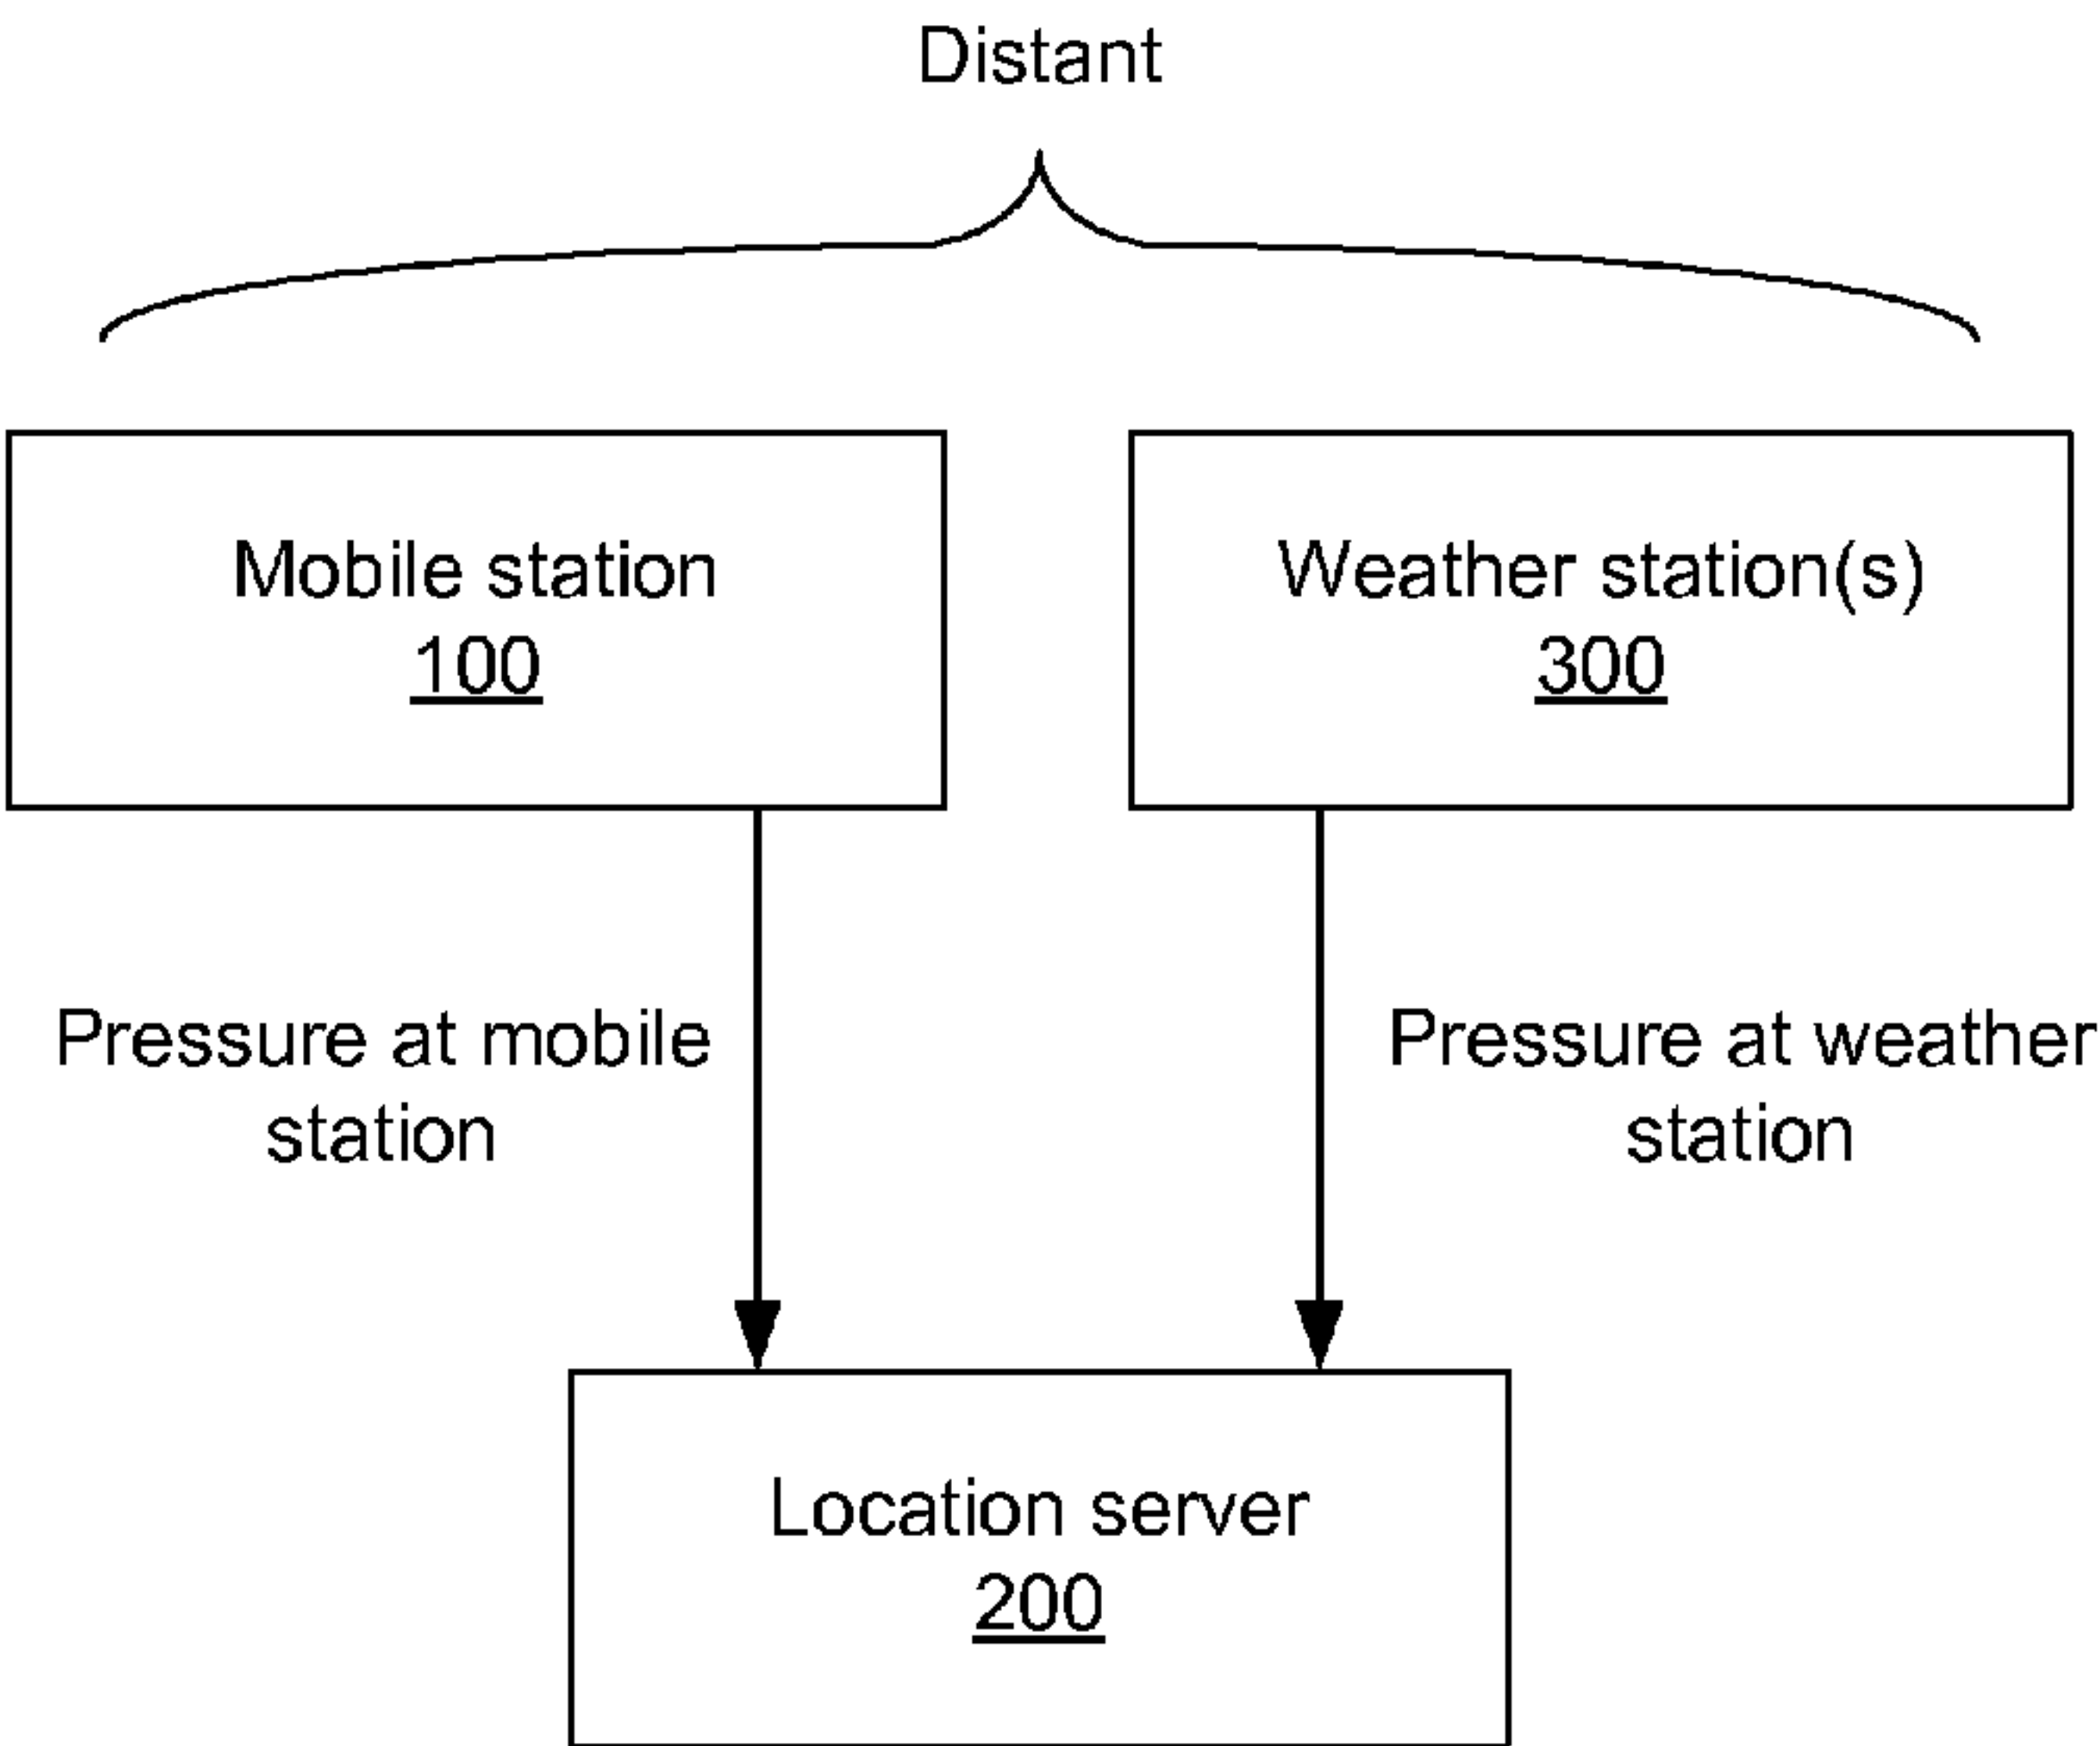 Distant
Mobile station
100
Weather station(s)
300
Pressure at mobile
station
Pressure at weather
station
Location server
200